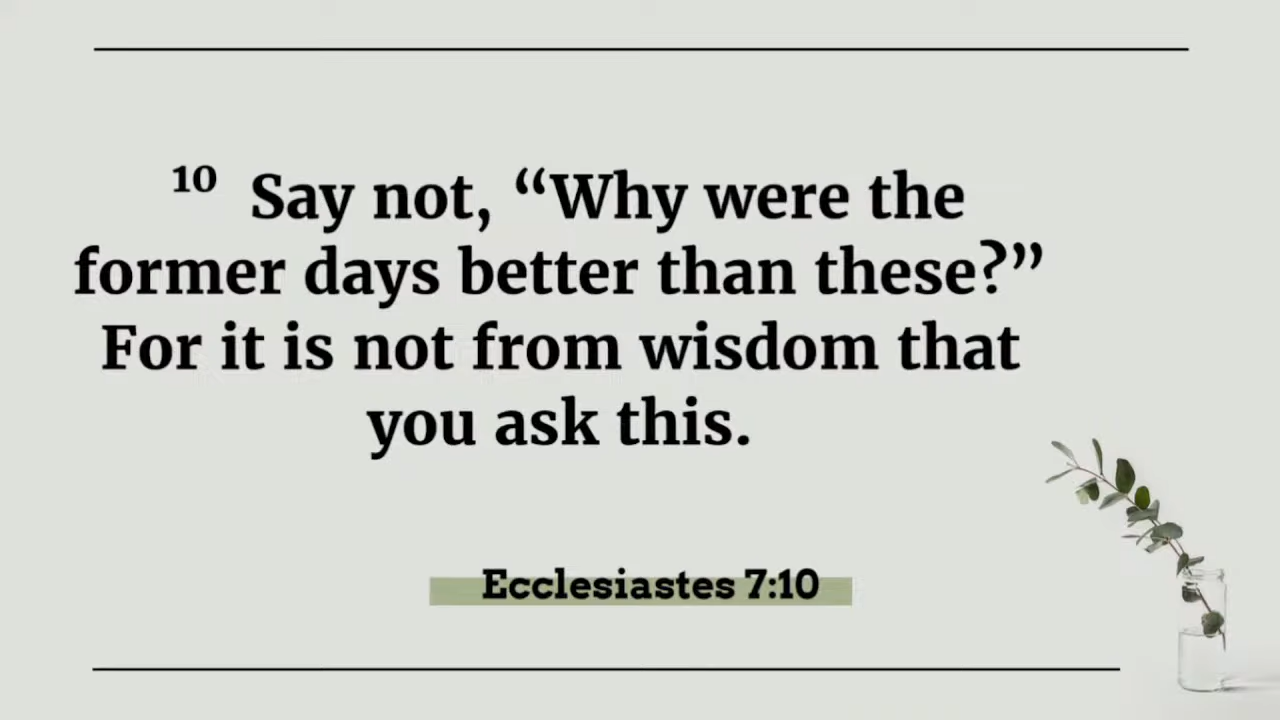 ¹⁰ Say not, “Why were the
former days better than these?”
For it is not from wisdom that
you ask this.
Ecclesiastes 7:10